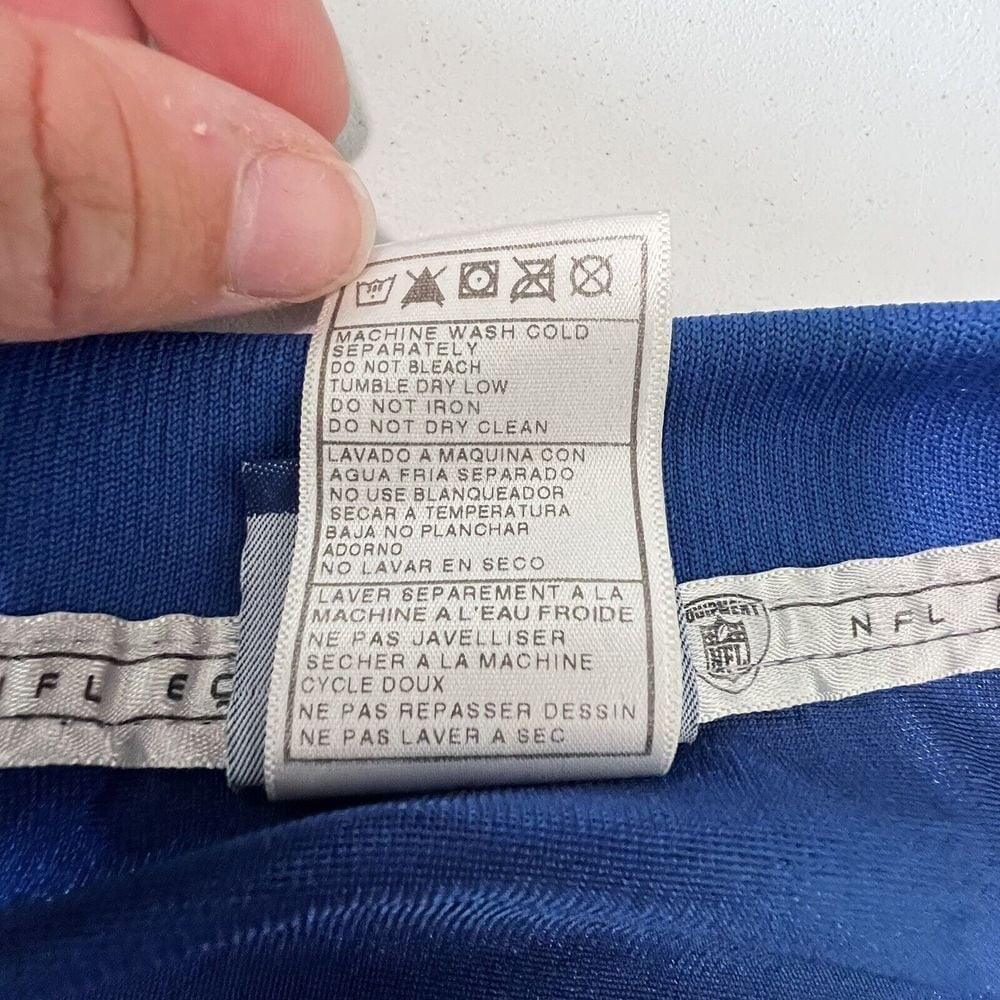 MACHINE WASH COLD
SEPARATELY
DO NOT BLEACH
TUMBLE DRY LOW
DO NOT IRON
DO NOT DRY CLEAN
LAVADO A MAQUINA CON
AGUA FRIA SEPARADO
NO USE BLANQUEADOR
SECAR A TEMPERATURA
BAJA NO PLANCHAR
ADORNO
NO LAVAR EN SECO
LAVER SEPAREMENT A LA
MACHINE A L'EAU FROIDE
NE PAS JAVELLISER
SECHER A LA MACHINE
CYCLE DOUX
NE PAS REPASSER DESSIN
NE PAS LAVER A SEC
NFL EQ
QUIPMENT
NFL
NFL